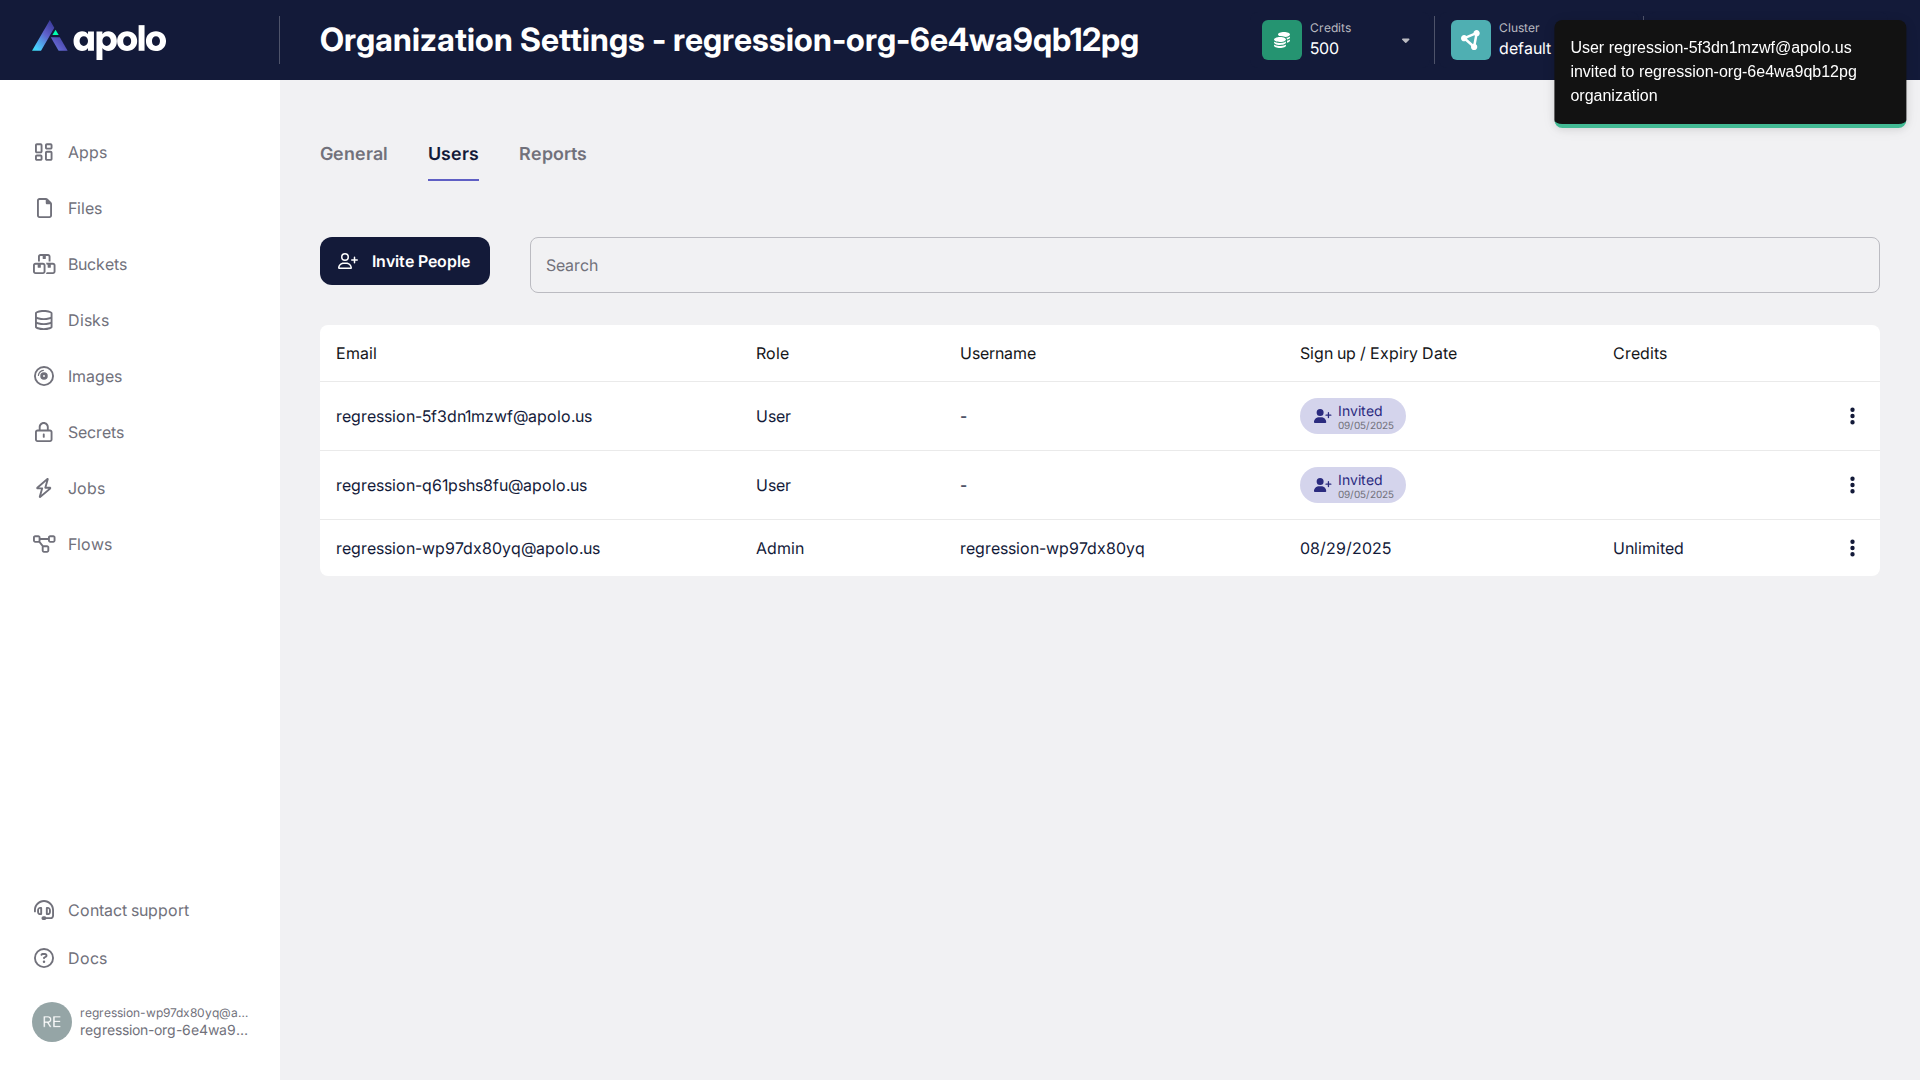 apolo
Organization Settings - regression-org-6e4wa9qb12pg
Credits
500
Cluster
default
User regression-5f3dn1mzwf@apolo.us
invited to regression-org-6e4wa9qb12pg
organization
Apps
Files
Buckets
Disks
Images
Secrets
Jobs
Flows
General Users Reports
Invite People
Search
Email Role Username Sign up / Expiry Date Credits
regression-5f3dn1mzwf@apolo.us User - Invited
09/05/2025
regression-q61pshs8fu@apolo.us User - Invited
09/05/2025
regression-wp97dx80yq@apolo.us Admin regression-wp97dx80yq 08/29/2025 Unlimited
Contact support
Docs
RE
regression-wp97dx80yq@a...
regression-org-6e4wa9...